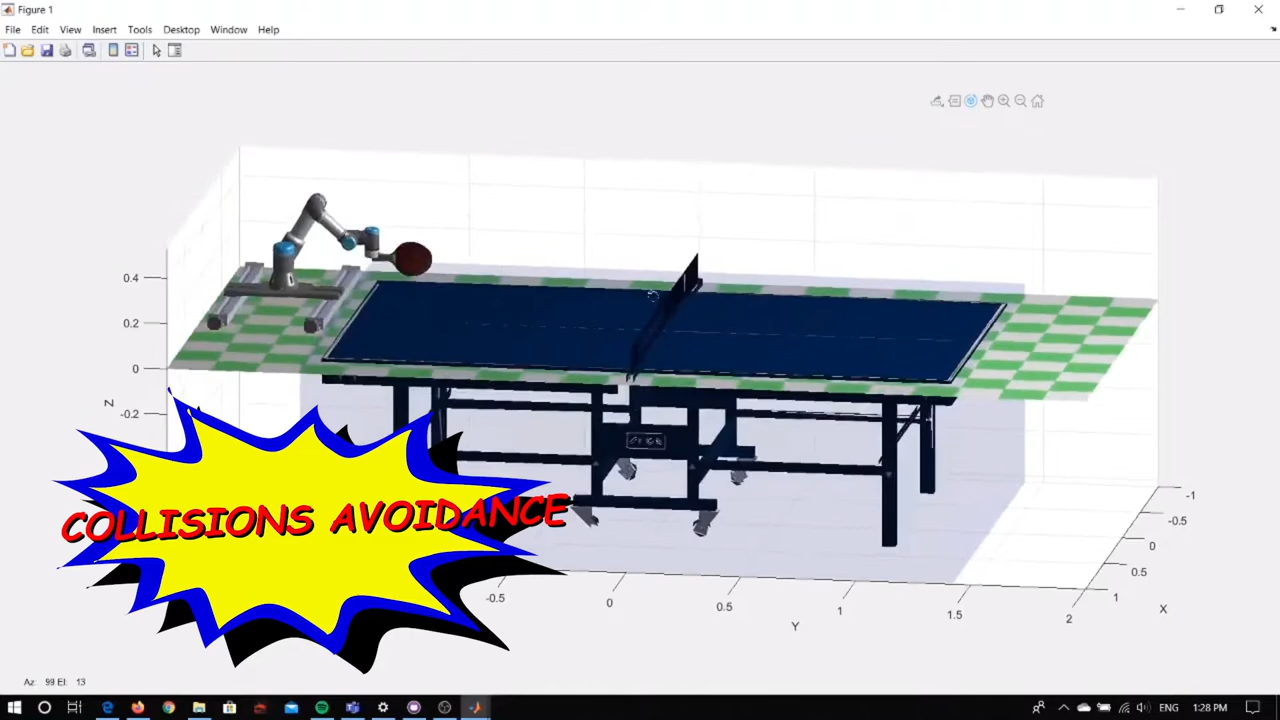 Figure 1
File Edit View Insert Tools Desktop Window Help
0.4
0.2
0
-0.2
Z
COLLISIONS AVOIDANCE
-1
-0.5
0
0.5
1
X
-0.5
0
0.5
1
1.5
2
Y
Az: 99 El: 13
ENG 1:28 PM